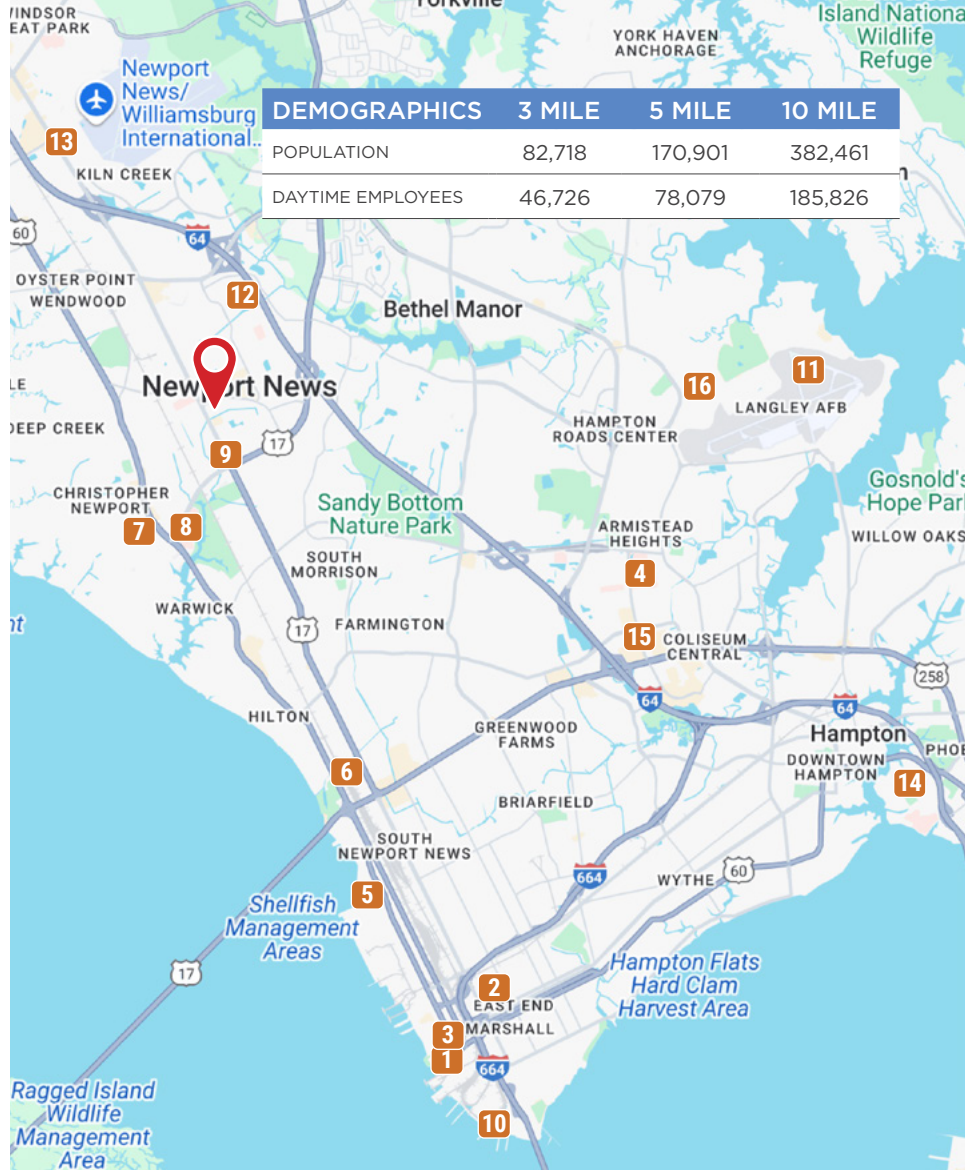 VINDSOR
EAT PARK
Yorkville
YORK HAVEN
ANCHORAGE
Island Nationa
Wildlife
Refuge
Newport
News/
Williamsburg
International...
DEMOGRAPHICS 3 MILE 5 MILE 10 MILE
POPULATION 82,718 170,901 382,461
DAYTIME EMPLOYEES 46,726 78,079 185,826
13
KILN CREEK
n
60
64
OYSTER POINT
WENDWOOD
12
Bethel Manor
Newport News
LE
DEEP CREEK
9
17
16
11
LANGLEY AFB
HAMPTON
ROADS CENTER
CHRISTOPHER
NEWPORT
7
8
Sandy Bottom
Nature Park
SOUTH
MORRISON
ARMISTEAD
HEIGHTS
4
Gosnold's
Hope Park
WILLOW OAKS
WARWICK
17
FARMINGTON
15
COLISEUM
CENTRAL
nt
258
HILTON
64
64
GREENWOOD
FARMS
Hampton
PHOE
DOWNTOWN
HAMPTON
14
6
BRIARFIELD
SOUTH
NEWPORT NEWS
664
WYTHE
60
5
Shellfish
Management
Areas
17
Hampton Flats
Hard Clam
Harvest Area
2
EAST END
MARSHALL
3
1
664
10
Ragged Island
Wildlife
Management
Area